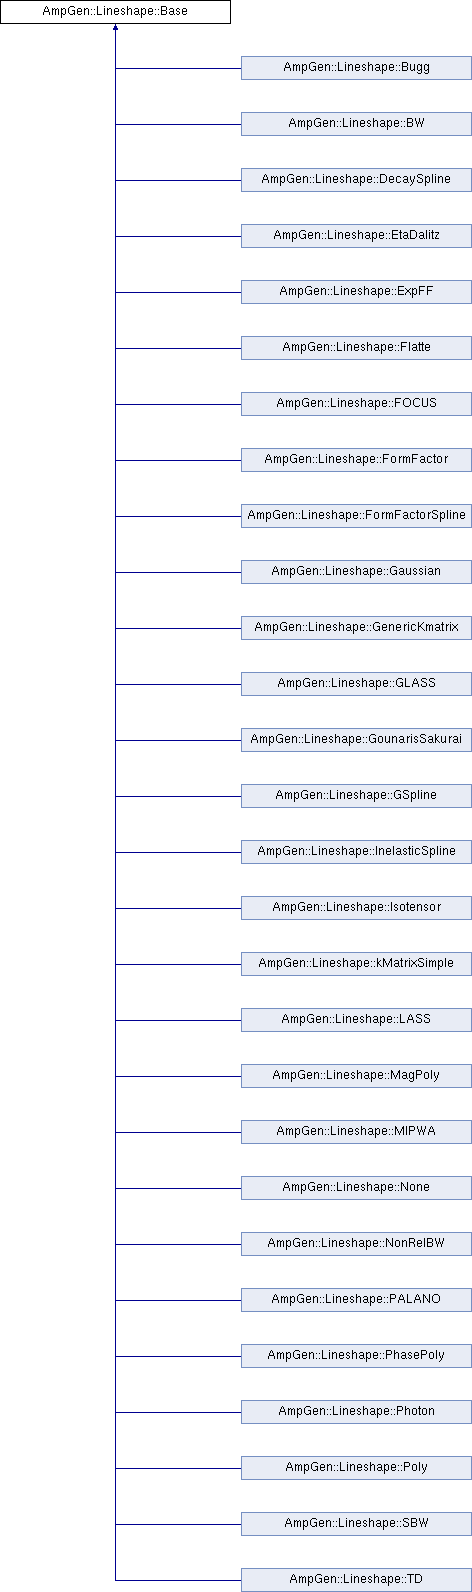 AmpGen::Lineshape::Base
AmpGen::Lineshape::Bugg
AmpGen::Lineshape::BW
AmpGen::Lineshape::DecaySpline
AmpGen::Lineshape::EtaDalitz
AmpGen::Lineshape::ExpFF
AmpGen::Lineshape::Flatte
AmpGen::Lineshape::FOCUS
AmpGen::Lineshape::FormFactor
AmpGen::Lineshape::FormFactorSpline
AmpGen::Lineshape::Gaussian
AmpGen::Lineshape::GenericKmatrix
AmpGen::Lineshape::GLASS
AmpGen::Lineshape::GounarisSakurai
AmpGen::Lineshape::GSpline
AmpGen::Lineshape::InelasticSpline
AmpGen::Lineshape::Isotensor
AmpGen::Lineshape::kMatrixSimple
AmpGen::Lineshape::LASS
AmpGen::Lineshape::MagPoly
AmpGen::Lineshape::MIPWA
AmpGen::Lineshape::None
AmpGen::Lineshape::NonRelBW
AmpGen::Lineshape::PALANO
AmpGen::Lineshape::PhasePoly
AmpGen::Lineshape::Photon
AmpGen::Lineshape::Poly
AmpGen::Lineshape::SBW
AmpGen::Lineshape::TD